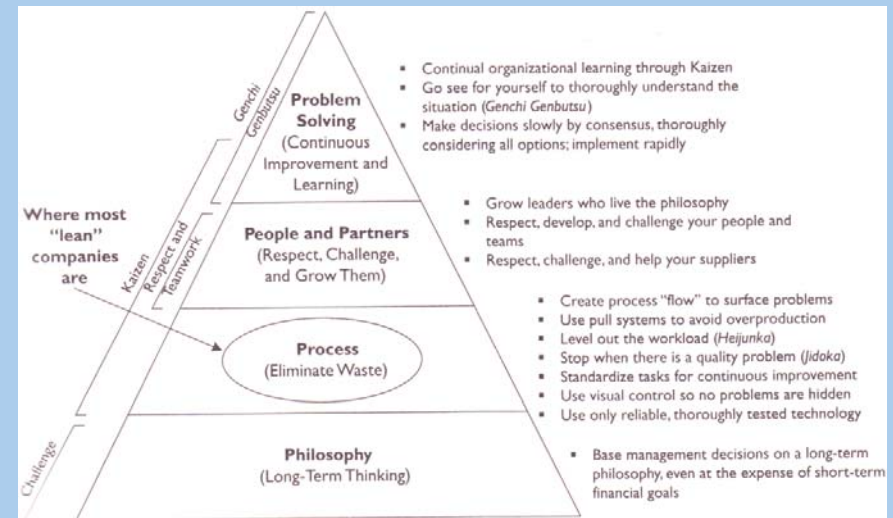 Genchi
Genbutsu
Problem
Solving
(Continuous
Improvement and
Learning)
▪ Continual organizational learning through Kaizen
▪ Go see for yourself to thoroughly understand the
situation (Genchi Genbutsu)
▪ Make decisions slowly by consensus, thoroughly
considering all options; implement rapidly
Where most
"lean"
companies
are
Kaizen
Respect and
Teamwork
People and Partners
(Respect, Challenge,
and Grow Them)
▪ Grow leaders who live the philosophy
▪ Respect, develop, and challenge your people and
teams
▪ Respect, challenge, and help your suppliers
Process
(Eliminate Waste)
▪ Create process "flow" to surface problems
▪ Use pull systems to avoid overproduction
▪ Level out the workload (Heijunka)
▪ Stop when there is a quality problem (Jidoka)
▪ Standardize tasks for continuous improvement
▪ Use visual control so no problems are hidden
▪ Use only reliable, thoroughly tested technology
Challenge
Philosophy
(Long-Term Thinking)
▪ Base management decisions on a long-term
philosophy, even at the expense of short-term
financial goals